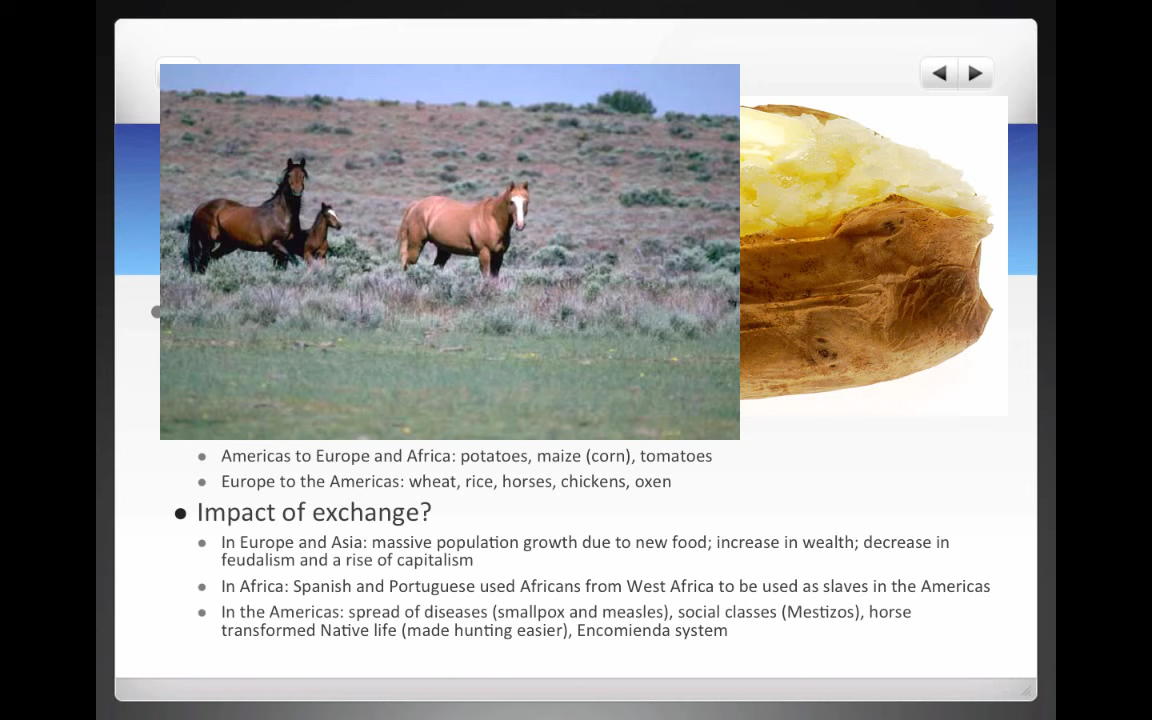 Americas to Europe and Africa: potatoes, maize (corn), tomatoes
Europe to the Americas: wheat, rice, horses, chickens, oxen
Impact of exchange?
In Europe and Asia: massive population growth due to new food; increase in wealth; decrease in
feudalism and a rise of capitalism
In Africa: Spanish and Portuguese used Africans from West Africa to be used as slaves in the Americas
In the Americas: spread of diseases (smallpox and measles), social classes (Mestizos), horse
transformed Native life (made hunting easier), Encomienda system